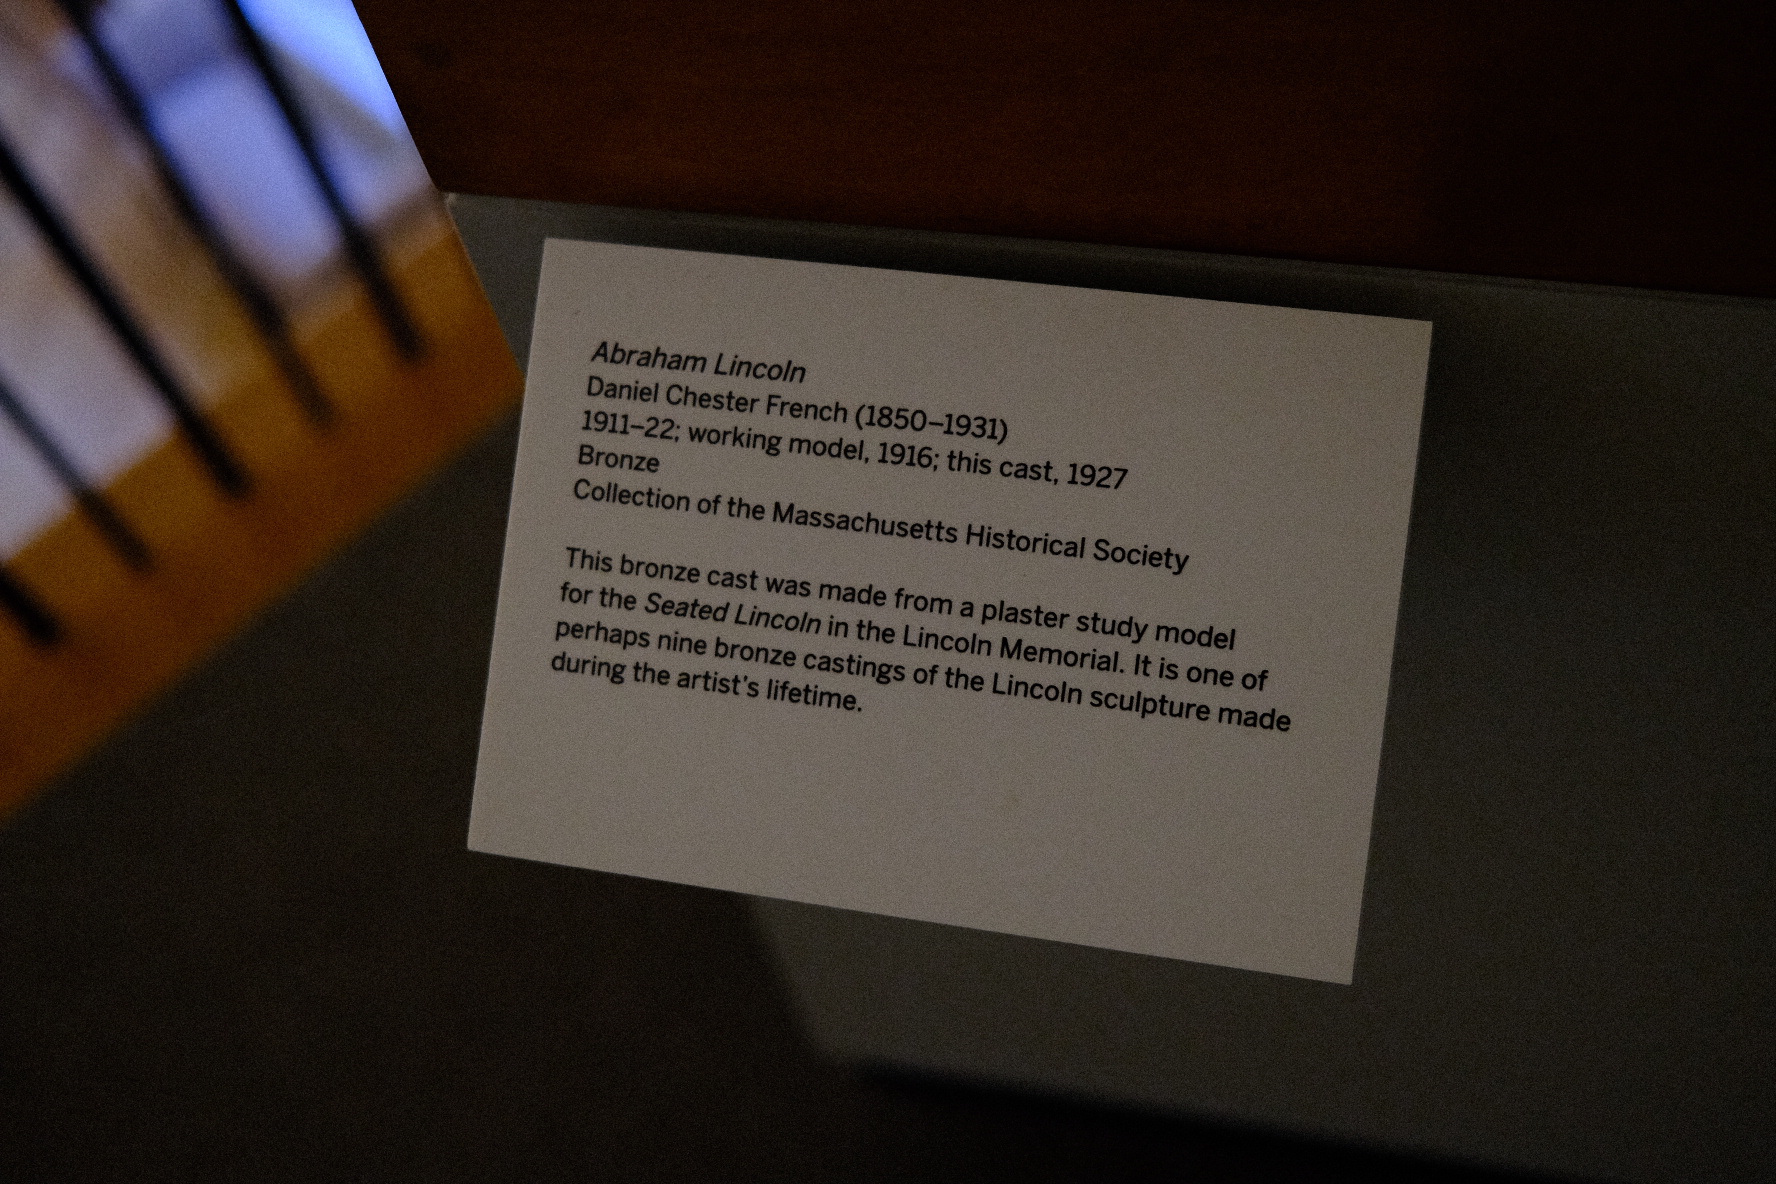 Abraham Lincoln
Daniel Chester French (1850–1931)
1911–22; working model, 1916; this cast, 1927
Bronze
Collection of the Massachusetts Historical Society
This bronze cast was made from a plaster study model
for the Seated Lincoln in the Lincoln Memorial. It is one of
perhaps nine bronze castings of the Lincoln sculpture made
during the artist's lifetime.